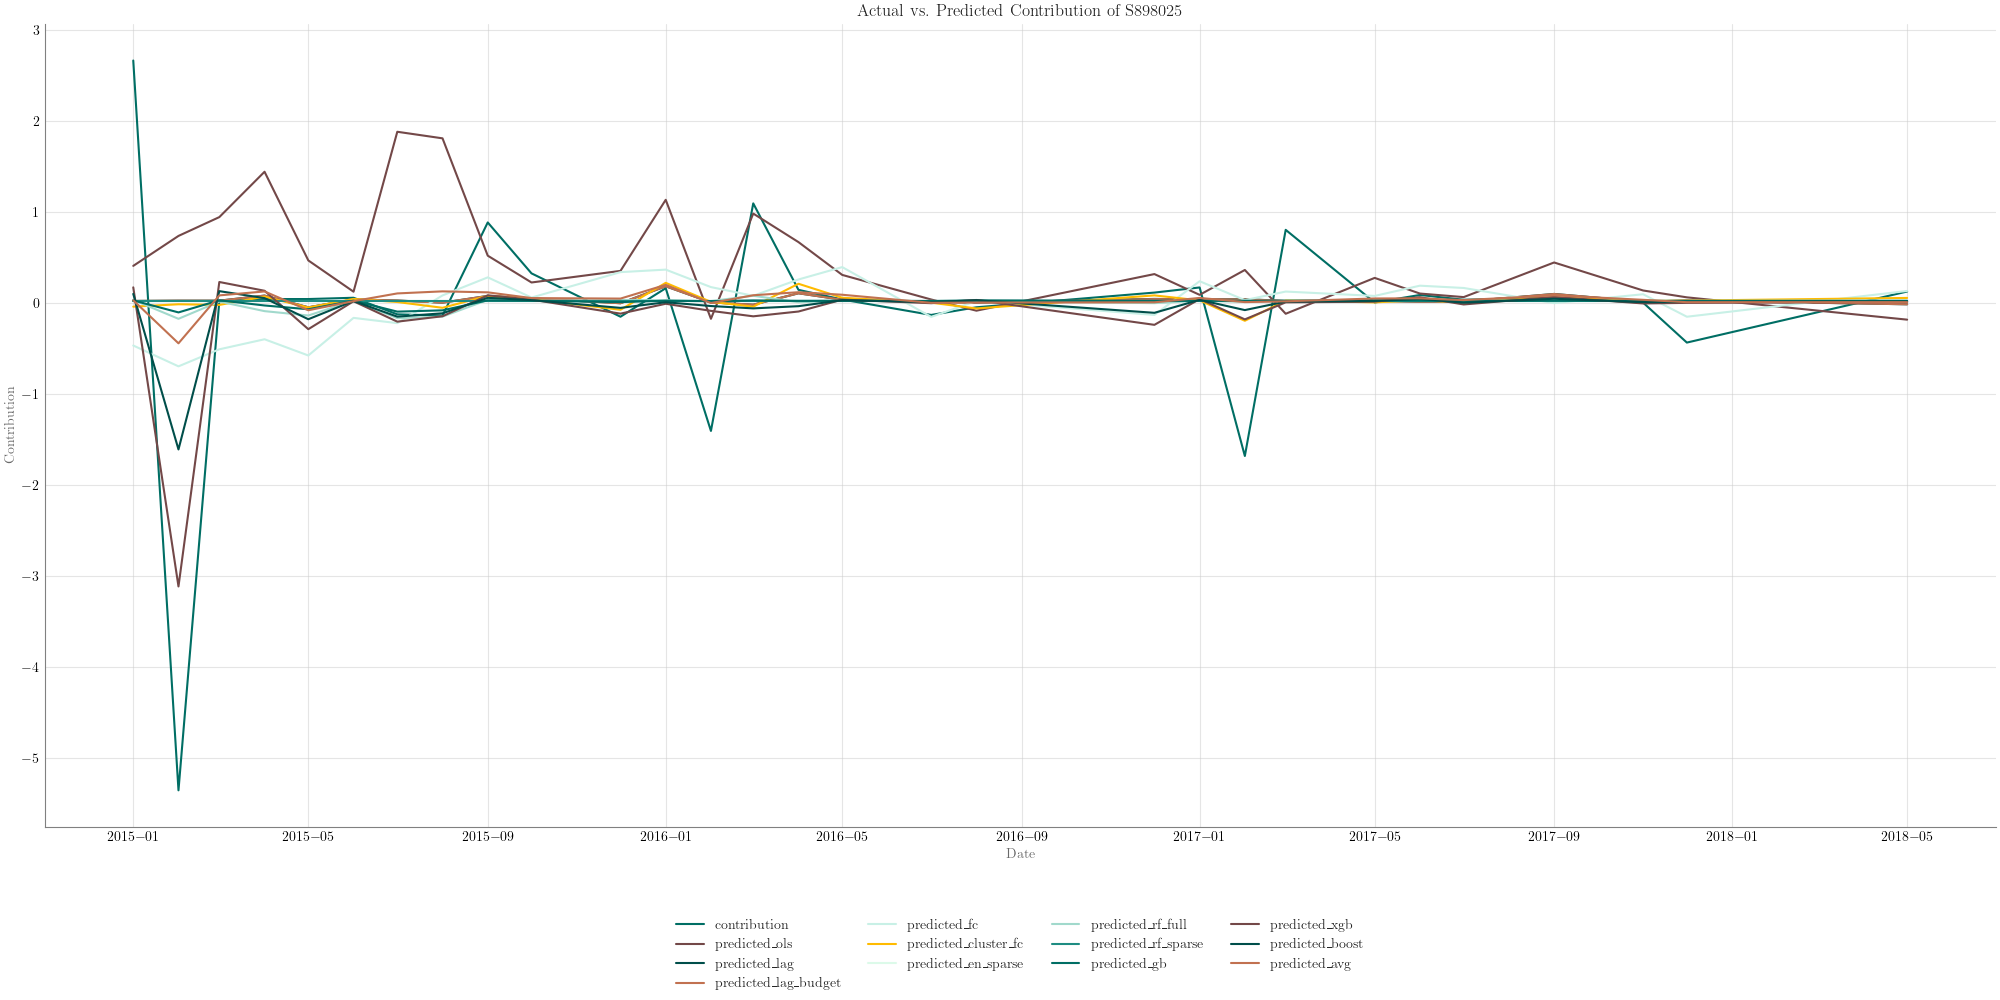 Actual vs. Predicted Contribution of S898025
3
2
1
0
−1
−2
−3
−4
−5
Contribution
2015−01 2015−05 2015−09 2016−01 2016−05 2016−09 2017−01 2017−05 2017−09 2018−01 2018−05
Date
contribution predicted_fc predicted_rf_full predicted_xgb
predicted_ols predicted_cluster_fc predicted_rf_sparse predicted_boost
predicted_lag predicted_en_sparse predicted_gb predicted_avg
predicted_lag_budget